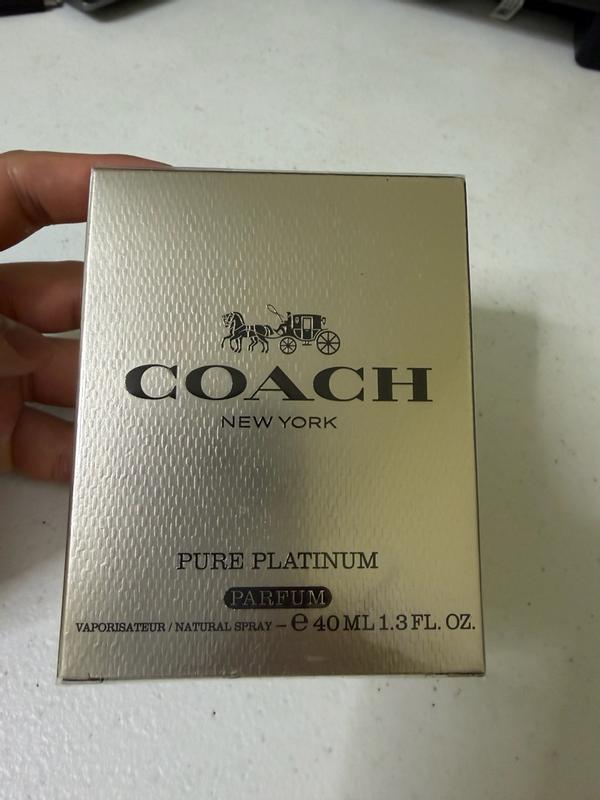 COACH
NEW YORK
PURE PLATINUM
PARFUM
VAPORISATEUR / NATURAL SPRAY – ℮ 40 ML 1.3 FL. OZ.